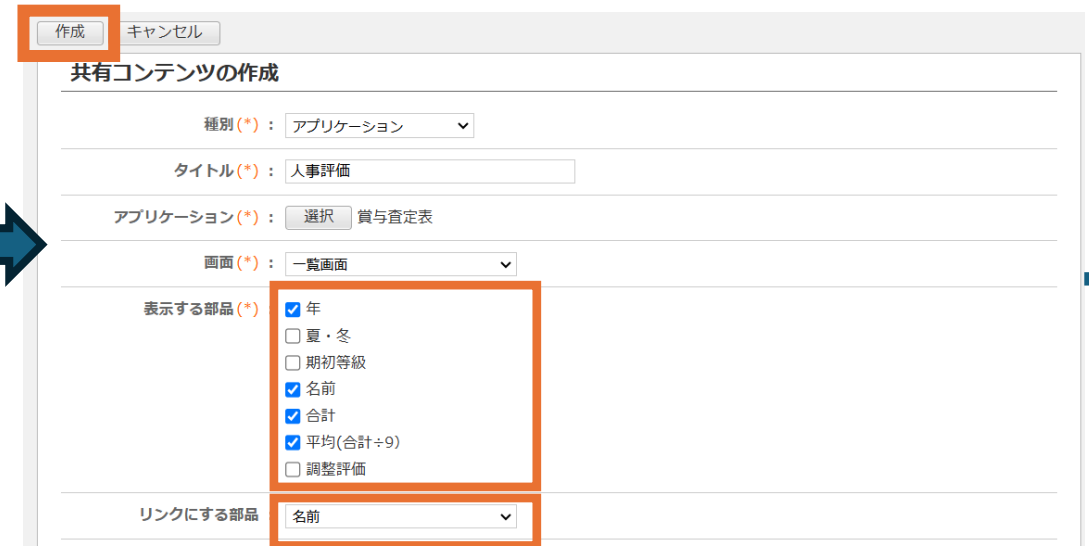 作成 キャンセル
共有コンテンツの作成
種別(*) : アプリケーション
タイトル(*) : 人事評価
アプリケーション(*) : 選択 賞与査定表
画面(*) : 一覧画面
表示する部品(*) : 年
夏・冬
期初等級
名前
合計
平均(合計÷9)
調整評価
リンクにする部品 名前